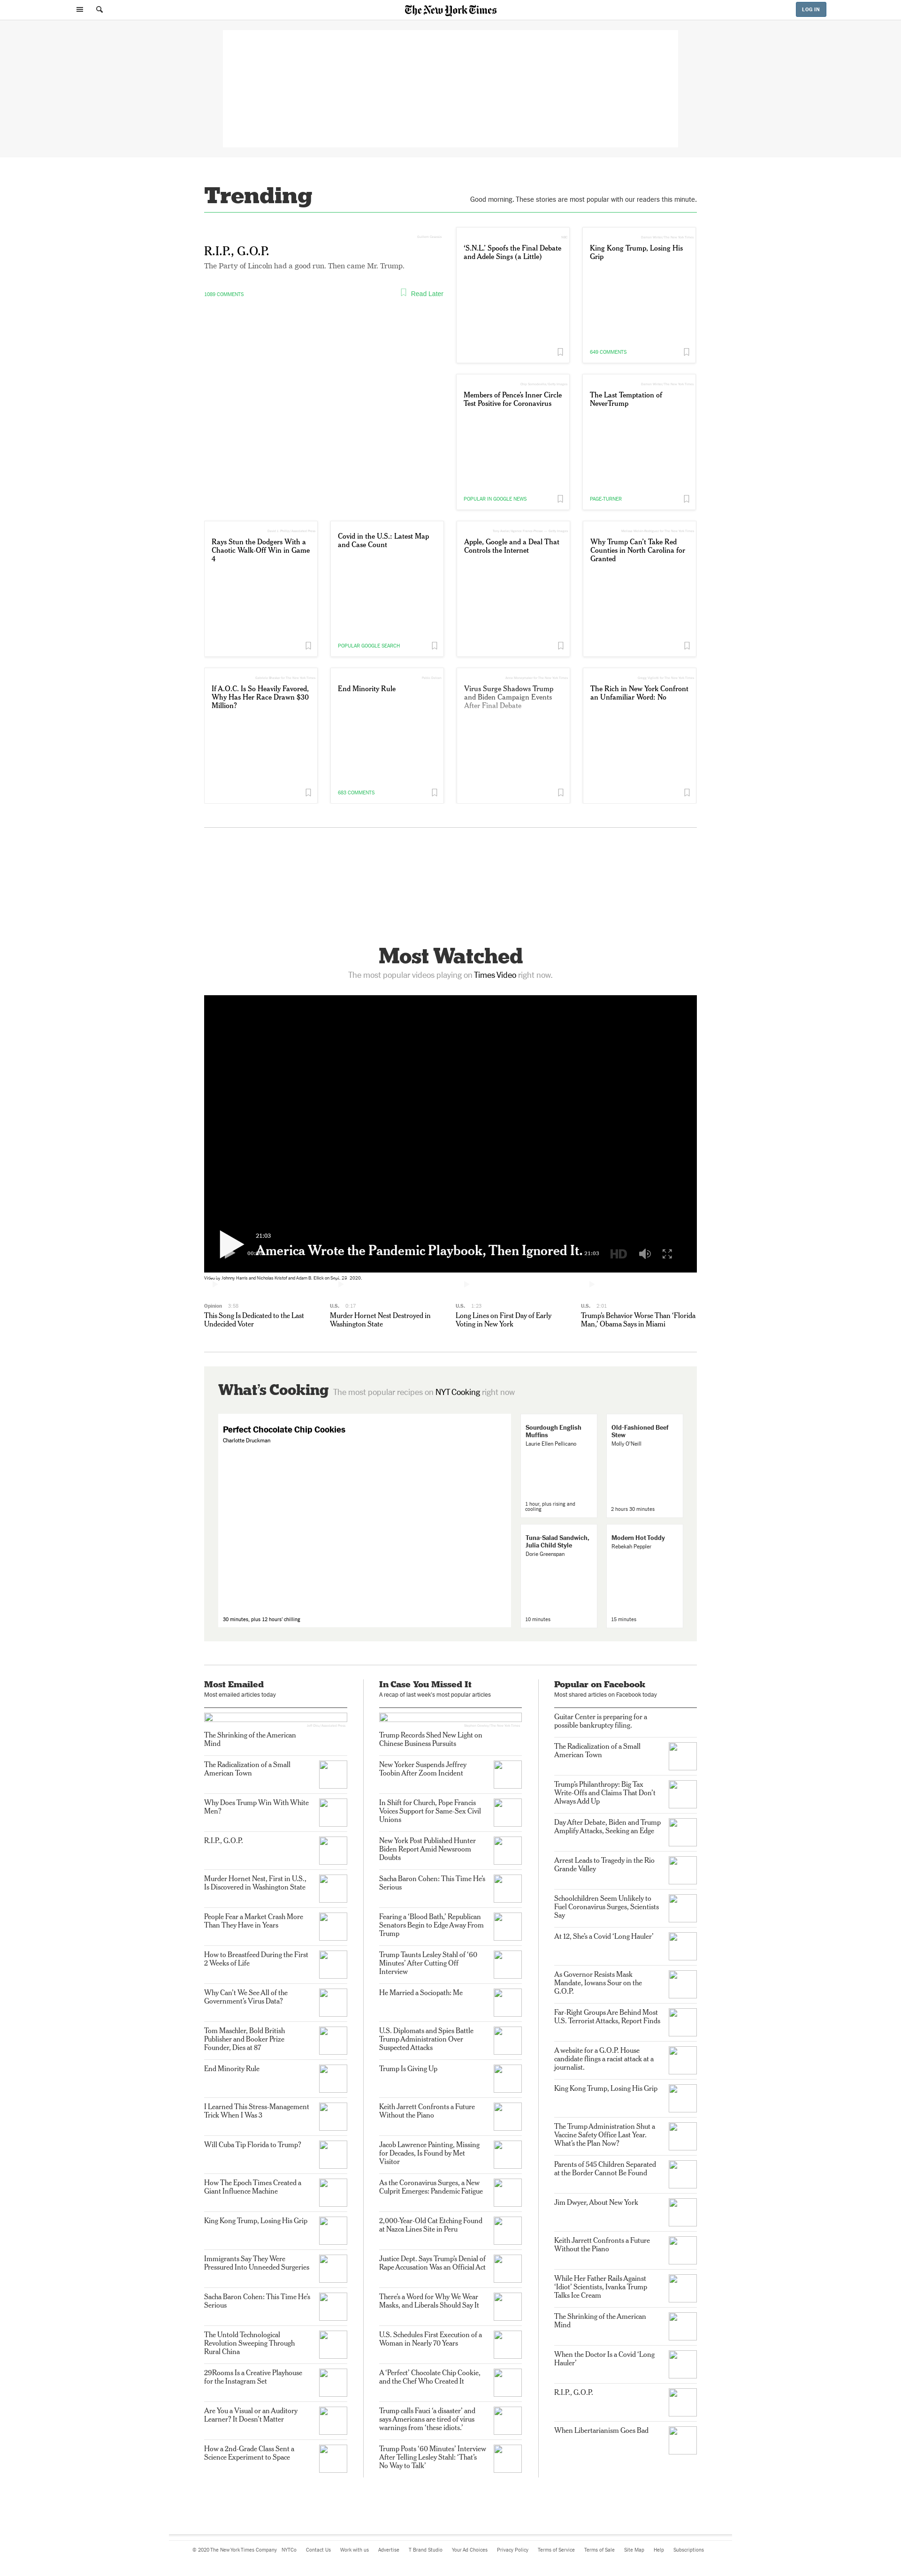 The New York Times
LOG IN
Trending
Good morning. These stories are most popular with our readers this minute.
R.I.P., G.O.P.
The Party of Lincoln had a good run. Then came Mr. Trump.
1089 COMMENTS
Read Later
‘S.N.L.’ Spoofs the Final Debate
and Adele Sings (a Little)
King Kong Trump, Losing His
Grip
646 COMMENTS
Members of Pence’s Inner Circle
Test Positive for Coronavirus
POPULAR IN GOOGLE NEWS
The Last Temptation of
NeverTrump
PAGE-TURNER
Rays Stun the Dodgers With a
Chaotic Walk-Off Win in Game
4
Covid in the U.S.: Latest Map
and Case Count
POPULAR GOOGLE SEARCH
Apple, Google and a Deal That
Controls the Internet
Why Trump Can’t Take Red
Counties in North Carolina for
Granted
If A.O.C. Is So Heavily Favored,
Why Has Her Race Drawn $30
Million?
End Minority Rule
883 COMMENTS
Virus Surge Shadows Trump
and Biden Campaign Events
After Final Debate
The Rich in New York Confront
an Unfamiliar Word: No
Most Watched
The most popular videos playing on Times Video right now.
21:03
America Wrote the Pandemic Playbook, Then Ignored It.
21:03
HD
Video by Johnny Harris and Nicholas Kristof and Adam B. Ellick on Sept. 29, 2020.
Opinion
This Song Is Dedicated to the Last
Undecided Voter
U.S. 0:17
Murder Hornet Nest Destroyed in
Washington State
U.S. 1:23
Long Lines on First Day of Early
Voting in New York
U.S.
Trump’s Behavior Worse Than ‘Florida
Man,’ Obama Says in Miami
What’s Cooking
The most popular recipes on NYT Cooking right now
Perfect Chocolate Chip Cookies
Charlotte Druckman
30 minutes, plus 12 hours' chilling
Sourdough English
Muffins
Laurie Ellen Pellicano
1 hour, plus rising and
cooling
Old-Fashioned Beef
Stew
Molly O'Neill
2 hours 30 minutes
Tuna-Salad Sandwich,
Julia Child Style
Dorie Greenspan
10 minutes
Modern Hot Toddy
Rebekah Peppler
15 minutes
Most Emailed
Most emailed articles today
The Shrinking of the American
Mind
The Radicalization of a Small
American Town
Why Does Trump Win With White
Men?
R.I.P., G.O.P.
Murder Hornet Nest, First in U.S.,
Is Discovered in Washington State
People Fear a Market Crash More
Than They Have in Years
How to Breastfeed During the First
2 Weeks of Life
Why Can’t We See All of the
Government’s Virus Data?
Tom Maschler, Bold British
Publisher and Booker Prize
Founder, Dies at 87
End Minority Rule
I Learned This Stress-Management
Trick When I Was 3
Will Cuba Tip Florida to Trump?
How The Epoch Times Created a
Giant Influence Machine
King Kong Trump, Losing His Grip
Immigrants Say They Were
Pressured Into Unneeded Surgeries
Sacha Baron Cohen: This Time He’s
Serious
The Untold Technological
Revolution Sweeping Through
Rural China
29Rooms Is a Creative Playhouse
for the Instagram Set
Are You a Visual or an Auditory
Learner? It Doesn’t Matter
How a 2nd-Grade Class Sent a
Science Experiment to Space
In Case You Missed It
A recap of last week's most popular articles
Trump Records Shed New Light on
Chinese Business Pursuits
New Yorker Suspends Jeffrey
Toobin After Zoom Incident
In Shift for Church, Pope Francis
Voices Support for Same-Sex Civil
Unions
New York Post Published Hunter
Biden Report Amid Newsroom
Doubts
Sacha Baron Cohen: This Time He’s
Serious
Fearing a ‘Blood Bath,’ Republican
Senators Begin to Edge Away From
Trump
Trump Taunts Lesley Stahl of ‘60
Minutes’ After Cutting Off
Interview
He Married a Sociopath: Me
U.S. Diplomats and Spies Battle
Trump Administration Over
Suspected Attacks
Trump Is Giving Up
Keith Jarrett Confronts a Future
Without the Piano
Jacob Lawrence Painting, Missing
for Decades, Is Found by Met
Visitor
As the Coronavirus Surges, a New
Culprit Emerges: Pandemic Fatigue
2,000-Year-Old Cat Etching Found
at Nazca Lines Site in Peru
Justice Dept. Says Trump’s Denial of
Rape Accusation Was an Official Act
There’s a Word for Why We Wear
Masks, and Liberals Should Say It
U.S. Schedules First Execution of a
Woman in Nearly 70 Years
A ‘Perfect’ Chocolate Chip Cookie,
and the Chef Who Created It
Trump calls Fauci ‘a disaster’ and
says Americans are tired of virus
warnings from ‘these idiots.’
Trump Posts ‘60 Minutes’ Interview
After Telling Lesley Stahl: ‘That’s
No Way to Talk’
Popular on Facebook
Most shared articles on Facebook today
Guitar Center is preparing for a
possible bankruptcy filing.
The Radicalization of a Small
American Town
Trump’s Philanthropy: Big Tax
Write-Offs and Claims That Don’t
Always Add Up
Day After Debate, Biden and Trump
Amplify Attacks, Seeking an Edge
Arrest Leads to Tragedy in the Rio
Grande Valley
Schoolchildren Seem Unlikely to
Fuel Coronavirus Surges, Scientists
Say
At 12, She’s a Covid ‘Long Hauler’
As Governor Resists Mask
Mandate, Iowans Sour on the
G.O.P.
Far-Right Groups Are Behind Most
U.S. Terrorist Attacks, Report Finds
A website for a G.O.P. House
candidate flings a racist attack at a
journalist.
King Kong Trump, Losing His Grip
The Trump Administration Shut a
Vaccine Safety Office Last Year.
What’s the Plan Now?
Parents of 545 Children Separated
at the Border Cannot Be Found
Jim Dwyer, About New York
Keith Jarrett Confronts a Future
Without the Piano
While Her Father Rails Against
‘Idiot’ Scientists, Ivanka Trump
Talks Ice Cream
The Shrinking of the American
Mind
When the Doctor Is a Covid ‘Long
Hauler’
R.I.P., G.O.P.
When Libertarianism Goes Bad
© 2020 The New York Times Company NYTCo Contact Us Work with us Advertise T Brand Studio Your Ad Choices Privacy Policy Terms of Service Terms of Sale Site Map Help Subscriptions